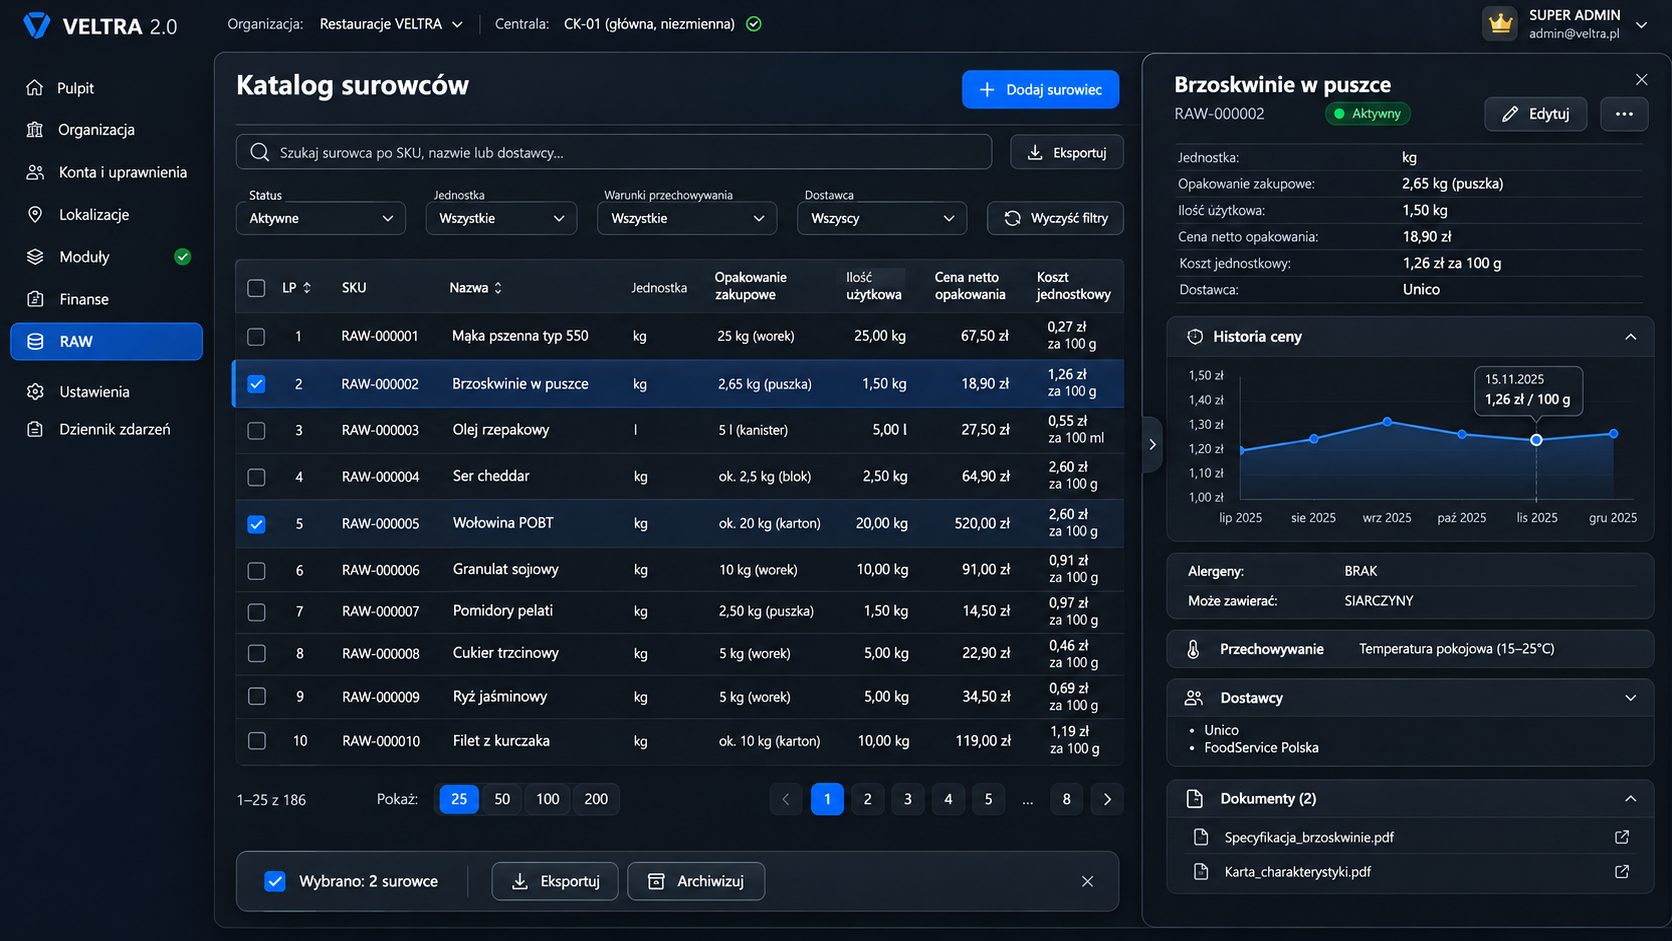 VELTRA 2.0
Organizacja: Restauracje VELTRA
Centrala: CK-01 (główna, niezmienna)
SUPER ADMIN
admin@veltra.pl
Pulpit
Organizacja
Konta i uprawnienia
Lokalizacje
Moduły
Finanse
RAW
Ustawienia
Dziennik zdarzeń
Katalog surowców
Dodaj surowiec
Szukaj surowca po SKU, nazwie lub dostawcy...
Eksportuj
Status
Aktywne
Jednostka
Wszystkie
Warunki przechowywania
Wszystkie
Dostawca
Wszyscy
Wyczyść filtry
LP SKU Nazwa Jednostka Opakowanie zakupowe Ilość użytkowa Cena netto opakowania Koszt jednostkowy
1 RAW-000001 Mąka pszenna typ 550 kg 25 kg (worek) 25,00 kg 67,50 zł 0,27 zł za 100 g
2 RAW-000002 Brzoskwinie w puszce kg 2,65 kg (puszka) 1,50 kg 18,90 zł 1,26 zł za 100 g
3 RAW-000003 Olej rzepakowy l 5 l (kanister) 5,00 l 27,50 zł 0,55 zł za 100 ml
4 RAW-000004 Ser cheddar kg ok. 2,5 kg (blok) 2,50 kg 64,90 zł 2,60 zł za 100 g
5 RAW-000005 Wołowina POBT kg ok. 20 kg (karton) 20,00 kg 520,00 zł 2,60 zł za 100 g
6 RAW-000006 Granulat sojowy kg 10 kg (worek) 10,00 kg 91,00 zł 0,91 zł za 100 g
7 RAW-000007 Pomidory pelati kg 2,50 kg (puszka) 1,50 kg 14,50 zł 0,97 zł za 100 g
8 RAW-000008 Cukier trzcinowy kg 5 kg (worek) 5,00 kg 22,90 zł 0,46 zł za 100 g
9 RAW-000009 Ryż jaśminowy kg 5 kg (worek) 5,00 kg 34,50 zł 0,69 zł za 100 g
10 RAW-000010 Filet z kurczaka kg ok. 10 kg (karton) 10,00 kg 119,00 zł 1,19 zł za 100 g
1–25 z 186
Pokaż: 25 50 100 200
1 2 3 4 5 ... 8
Wybrano: 2 surowce
Eksportuj
Archiwizuj
Brzoskwinie w puszce
RAW-000002
Aktywny
Edytuj
Jednostka: kg
Opakowanie zakupowe: 2,65 kg (puszka)
Ilość użytkowa: 1,50 kg
Cena netto opakowania: 18,90 zł
Koszt jednostkowy: 1,26 zł za 100 g
Dostawca: Unico
Historia ceny
1,50 zł
1,40 zł
1,30 zł
1,20 zł
1,10 zł
1,00 zł
15.11.2025
1,26 zł / 100 g
lip 2025 sie 2025 wrz 2025 paź 2025 lis 2025 gru 2025
Alergeny: BRAK
Może zawierać: SIARCZYNY
Przechowywanie Temperatura pokojowa (15–25°C)
Dostawcy
• Unico
• FoodService Polska
Dokumenty (2)
Specyfikacja_brzoskwinie.pdf
Karta_charakterystyki.pdf